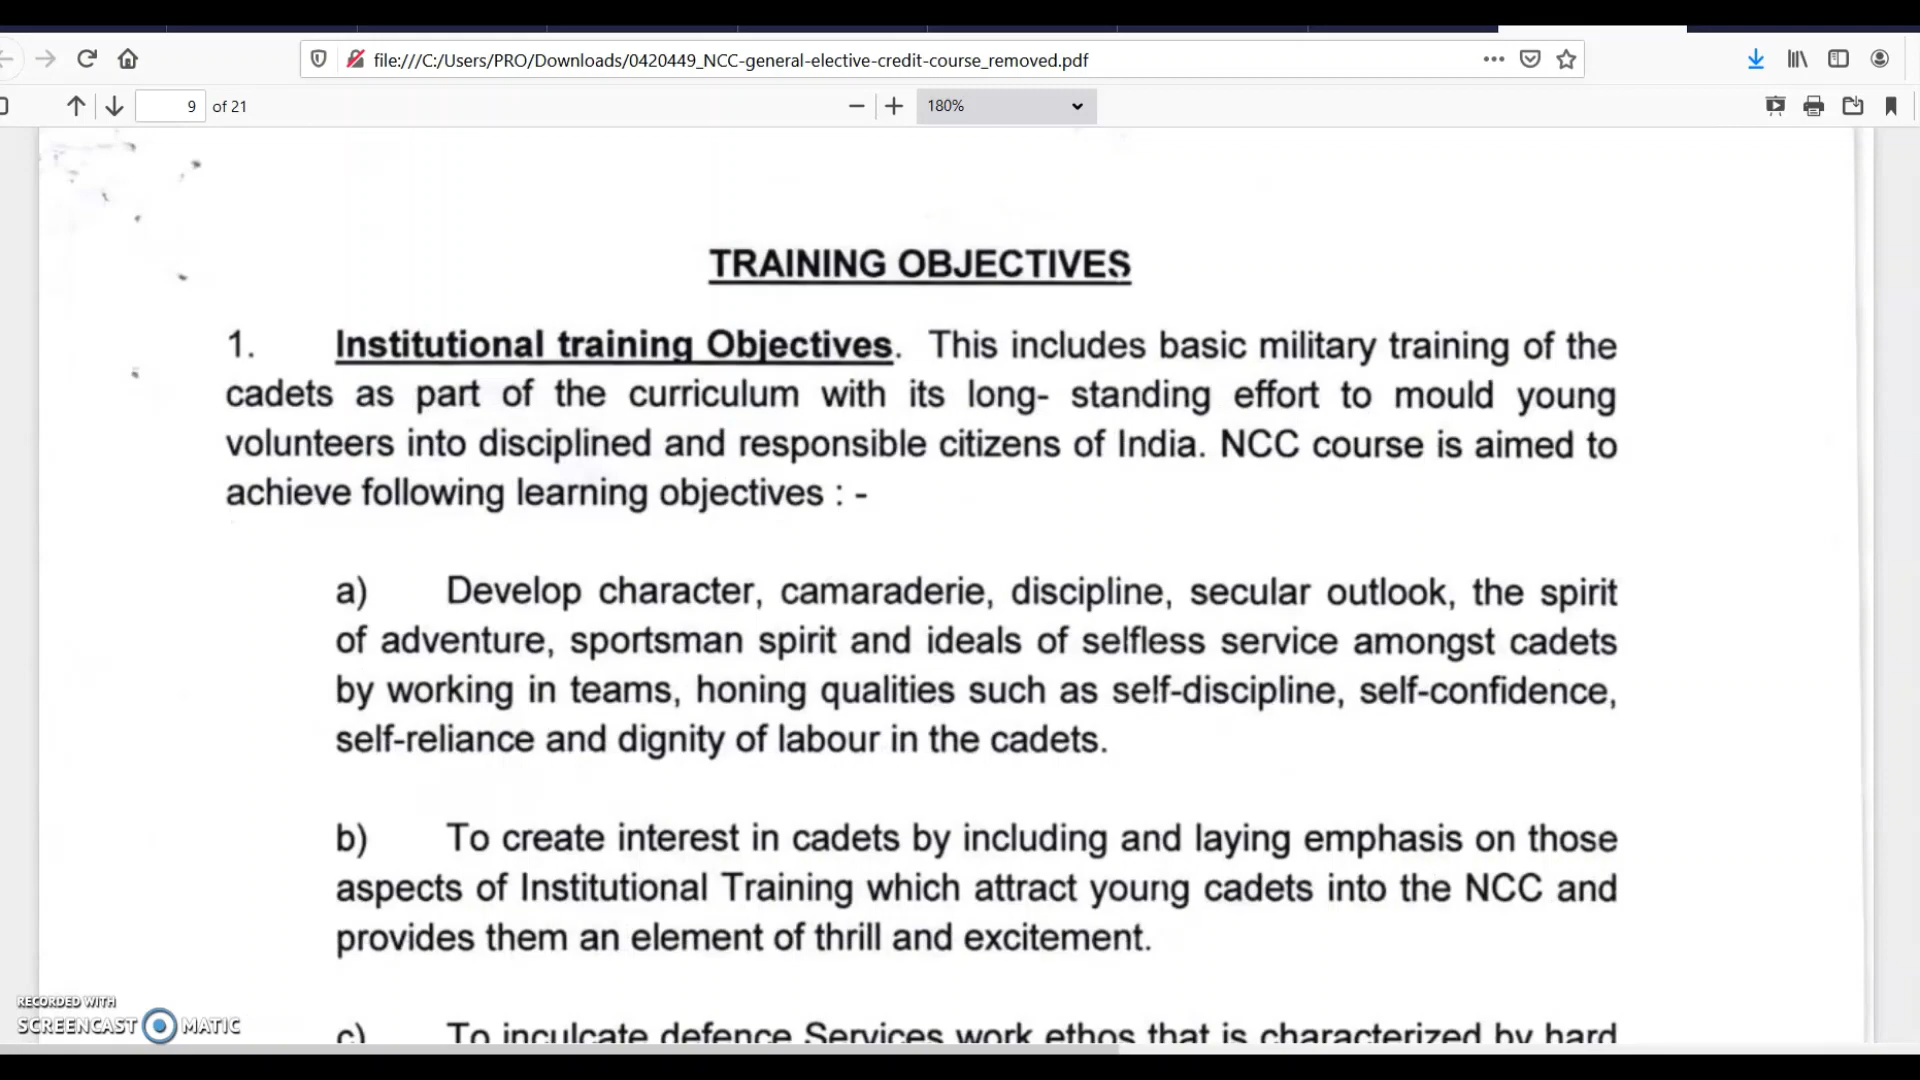 file:///C:/Users/PRO/Downloads/0420449_NCC-general-elective-credit-course_removed.pdf
9 of 21
180%
TRAINING OBJECTIVES
1. Institutional training Objectives. This includes basic military training of the
cadets as part of the curriculum with its long- standing effort to mould young
volunteers into disciplined and responsible citizens of India. NCC course is aimed to
achieve following learning objectives : -
a) Develop character, camaraderie, discipline, secular outlook, the spirit
of adventure, sportsman spirit and ideals of selfless service amongst cadets
by working in teams, honing qualities such as self-discipline, self-confidence,
self-reliance and dignity of labour in the cadets.
b) To create interest in cadets by including and laying emphasis on those
aspects of Institutional Training which attract young cadets into the NCC and
provides them an element of thrill and excitement.
c) To inculcate defence Services work ethos that is characterized by hard
RECORDED WITH
SCREENCAST MATIC